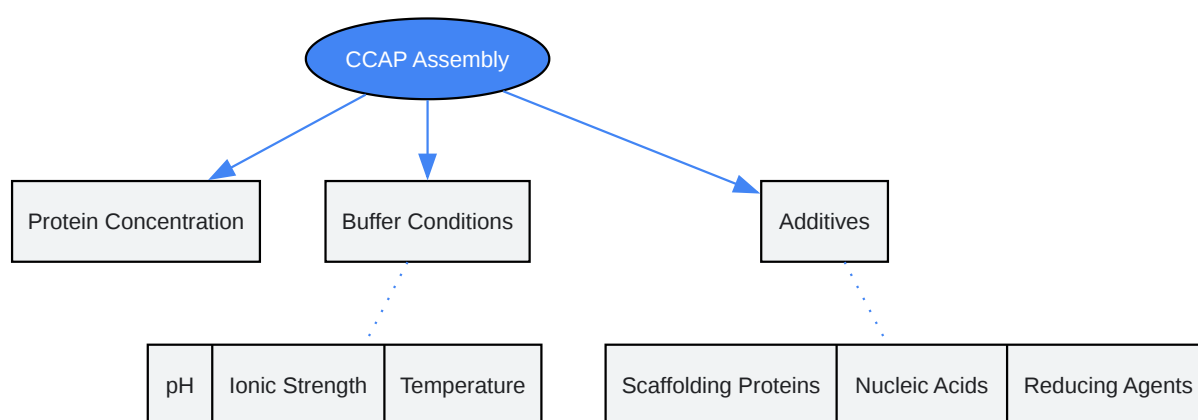 CCAP Assembly
Protein Concentration
Buffer Conditions
Additives
pH
Ionic Strength
Temperature
Scaffolding Proteins
Nucleic Acids
Reducing Agents